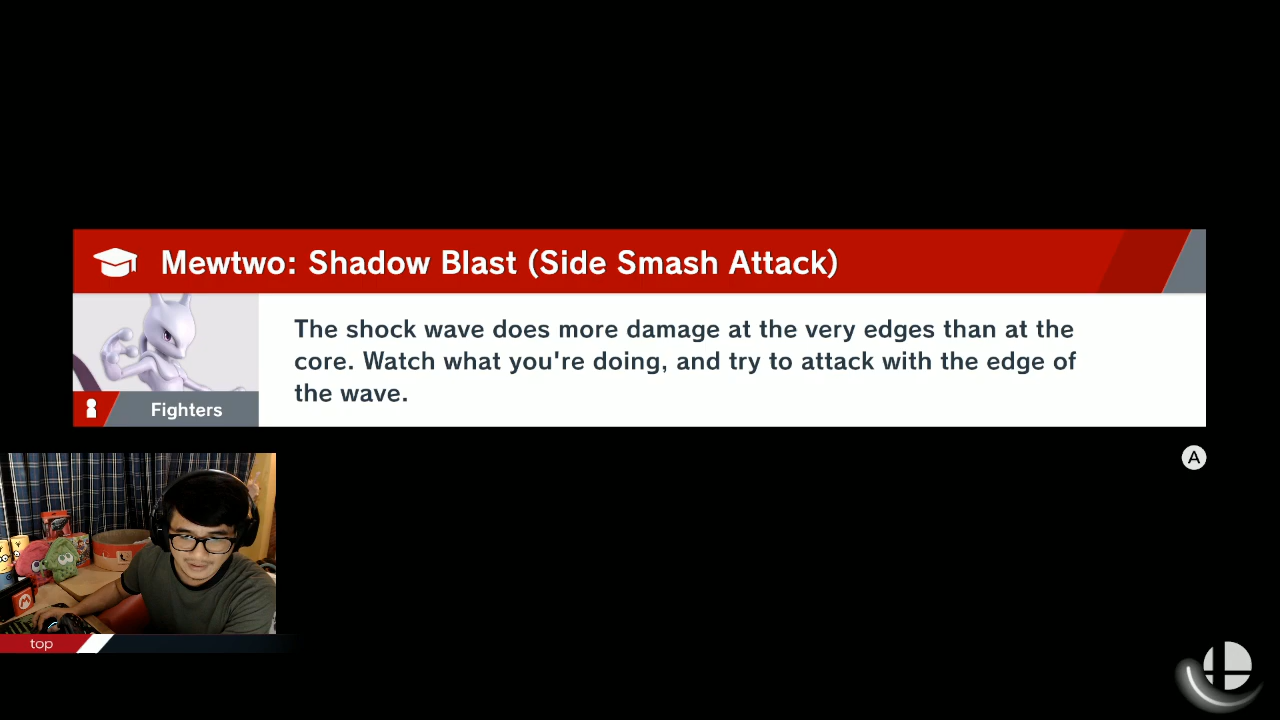 Mewtwo: Shadow Blast (Side Smash Attack)
The shock wave does more damage at the very edges than at the
core. Watch what you're doing, and try to attack with the edge of
the wave.
Fighters
A
top